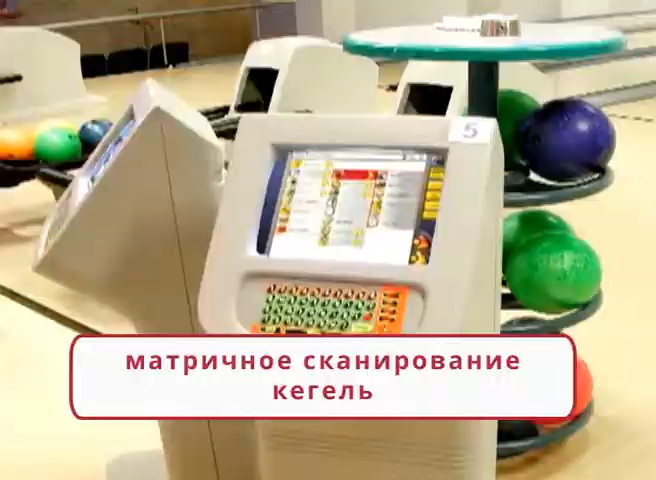 5
матричное сканирование
кегель